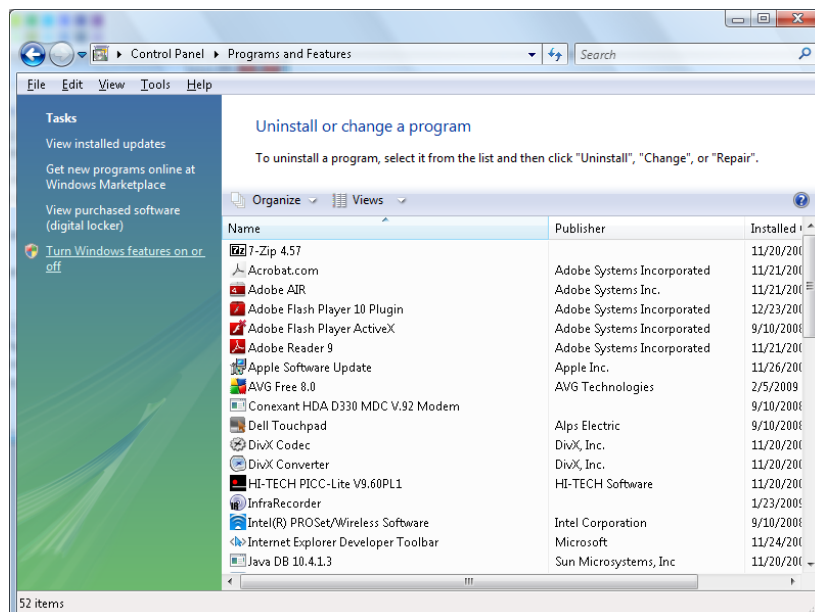 Control Panel ▸ Programs and Features
Search
File Edit View Tools Help
Tasks
View installed updates
Get new programs online at
Windows Marketplace
View purchased software
(digital locker)
Turn Windows features on or
off
Uninstall or change a program
To uninstall a program, select it from the list and then click "Uninstall", "Change", or "Repair".
Organize Views
Name Publisher Installed
7-Zip 4.57 11/20/200
Acrobat.com Adobe Systems Incorporated 11/21/200
Adobe AIR Adobe Systems Inc. 11/21/200
Adobe Flash Player 10 Plugin Adobe Systems Incorporated 12/23/200
Adobe Flash Player ActiveX Adobe Systems Incorporated 9/10/2008
Adobe Reader 9 Adobe Systems Incorporated 11/21/200
Apple Software Update Apple Inc. 11/26/200
AVG Free 8.0 AVG Technologies 2/5/2009
Conexant HDA D330 MDC V.92 Modem 9/10/2008
Dell Touchpad Alps Electric 9/10/2008
DivX Codec DivX, Inc. 11/20/200
DivX Converter DivX, Inc. 11/20/200
HI-TECH PICC-Lite V9.60PL1 HI-TECH Software 11/20/200
InfraRecorder 1/23/2009
Intel(R) PROSet/Wireless Software Intel Corporation 9/10/2008
Internet Explorer Developer Toolbar Microsoft 11/24/200
Java DB 10.4.1.3 Sun Microsystems, Inc 11/20/200
52 items